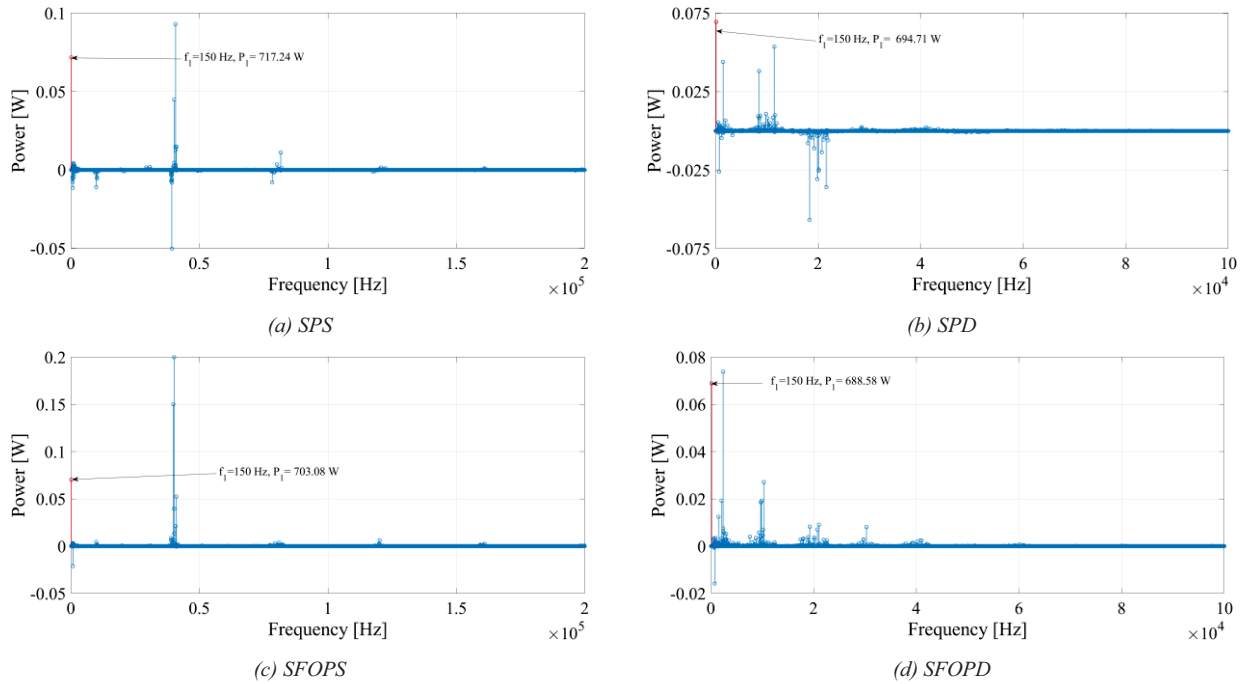 0.1
0.05
0
-0.05
Power [W]
f1=150 Hz, P1= 717.24 W
0
0.5
1
1.5
2
×10^5
Frequency [Hz]
(a) SPS
0.075
0.025
-0.025
-0.075
Power [W]
f1=150 Hz, P1= 694.71 W
0
2
4
6
8
10
×10^4
Frequency [Hz]
(b) SPD
0.2
0.15
0.1
0.05
0
-0.05
Power [W]
f1=150 Hz, P1= 703.08 W
0
0.5
1
1.5
2
×10^5
Frequency [Hz]
(c) SFOPS
0.08
0.06
0.04
0.02
0
-0.02
Power [W]
f1=150 Hz, P1= 688.58 W
0
2
4
6
8
10
×10^4
Frequency [Hz]
(d) SFOPD